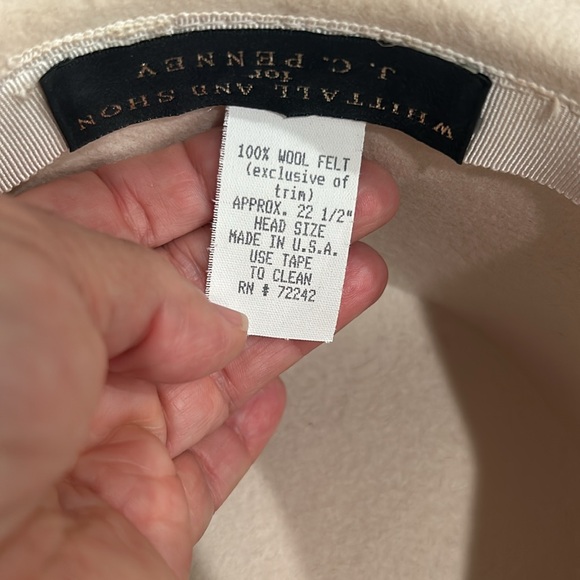 WHITTALL AND SHON
for
J. C. PENNEY
100% WOOL FELT
(exclusive of
trim)
APPROX. 22 1/2"
HEAD SIZE
MADE IN U.S.A.
USE TAPE
TO CLEAN
RN # 72242